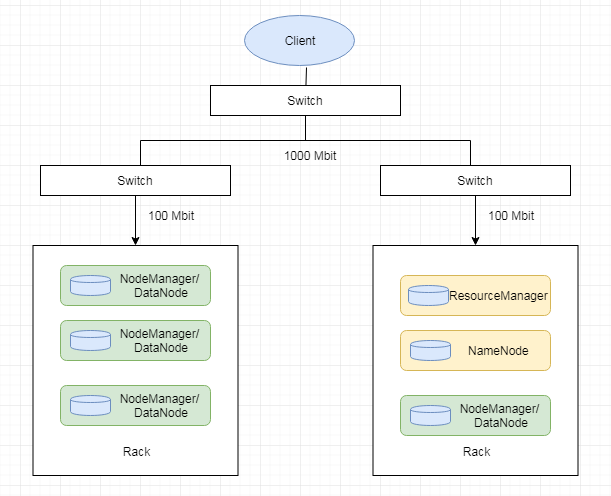 Client
Switch
1000 Mbit
Switch
Switch
100 Mbit
100 Mbit
NodeManager/
DataNode
NodeManager/
DataNode
NodeManager/
DataNode
Rack
ResourceManager
NameNode
NodeManager/
DataNode
Rack